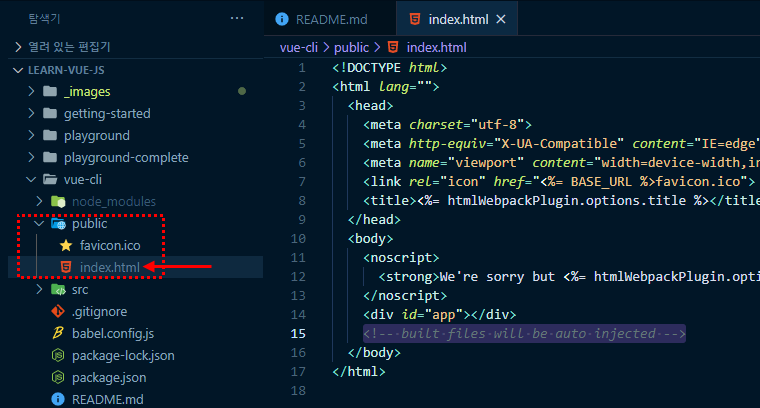 탐색기
···
열려 있는 편집기
LEARN-VUE-JS
_images
getting-started
playground
playground-complete
vue-cli
node_modules
public
favicon.ico
index.html
src
.gitignore
babel.config.js
package-lock.json
package.json
README.md
README.md
index.html
vue-cli > public > index.html
1 <!DOCTYPE html>
2 <html lang="">
3 <head>
4 <meta charset="utf-8">
5 <meta http-equiv="X-UA-Compatible" content="IE=edge"
6 <meta name="viewport" content="width=device-width,in
7 <link rel="icon" href="<%= BASE_URL %>favicon.ico">
8 <title><%= htmlWebpackPlugin.options.title %></title
9 </head>
10 <body>
11 <noscript>
12 <strong>We're sorry but <%= htmlWebpackPlugin.opti
13 </noscript>
14 <div id="app"></div>
15 <!-- built files will be auto injected -->
16 </body>
17 </html>
18